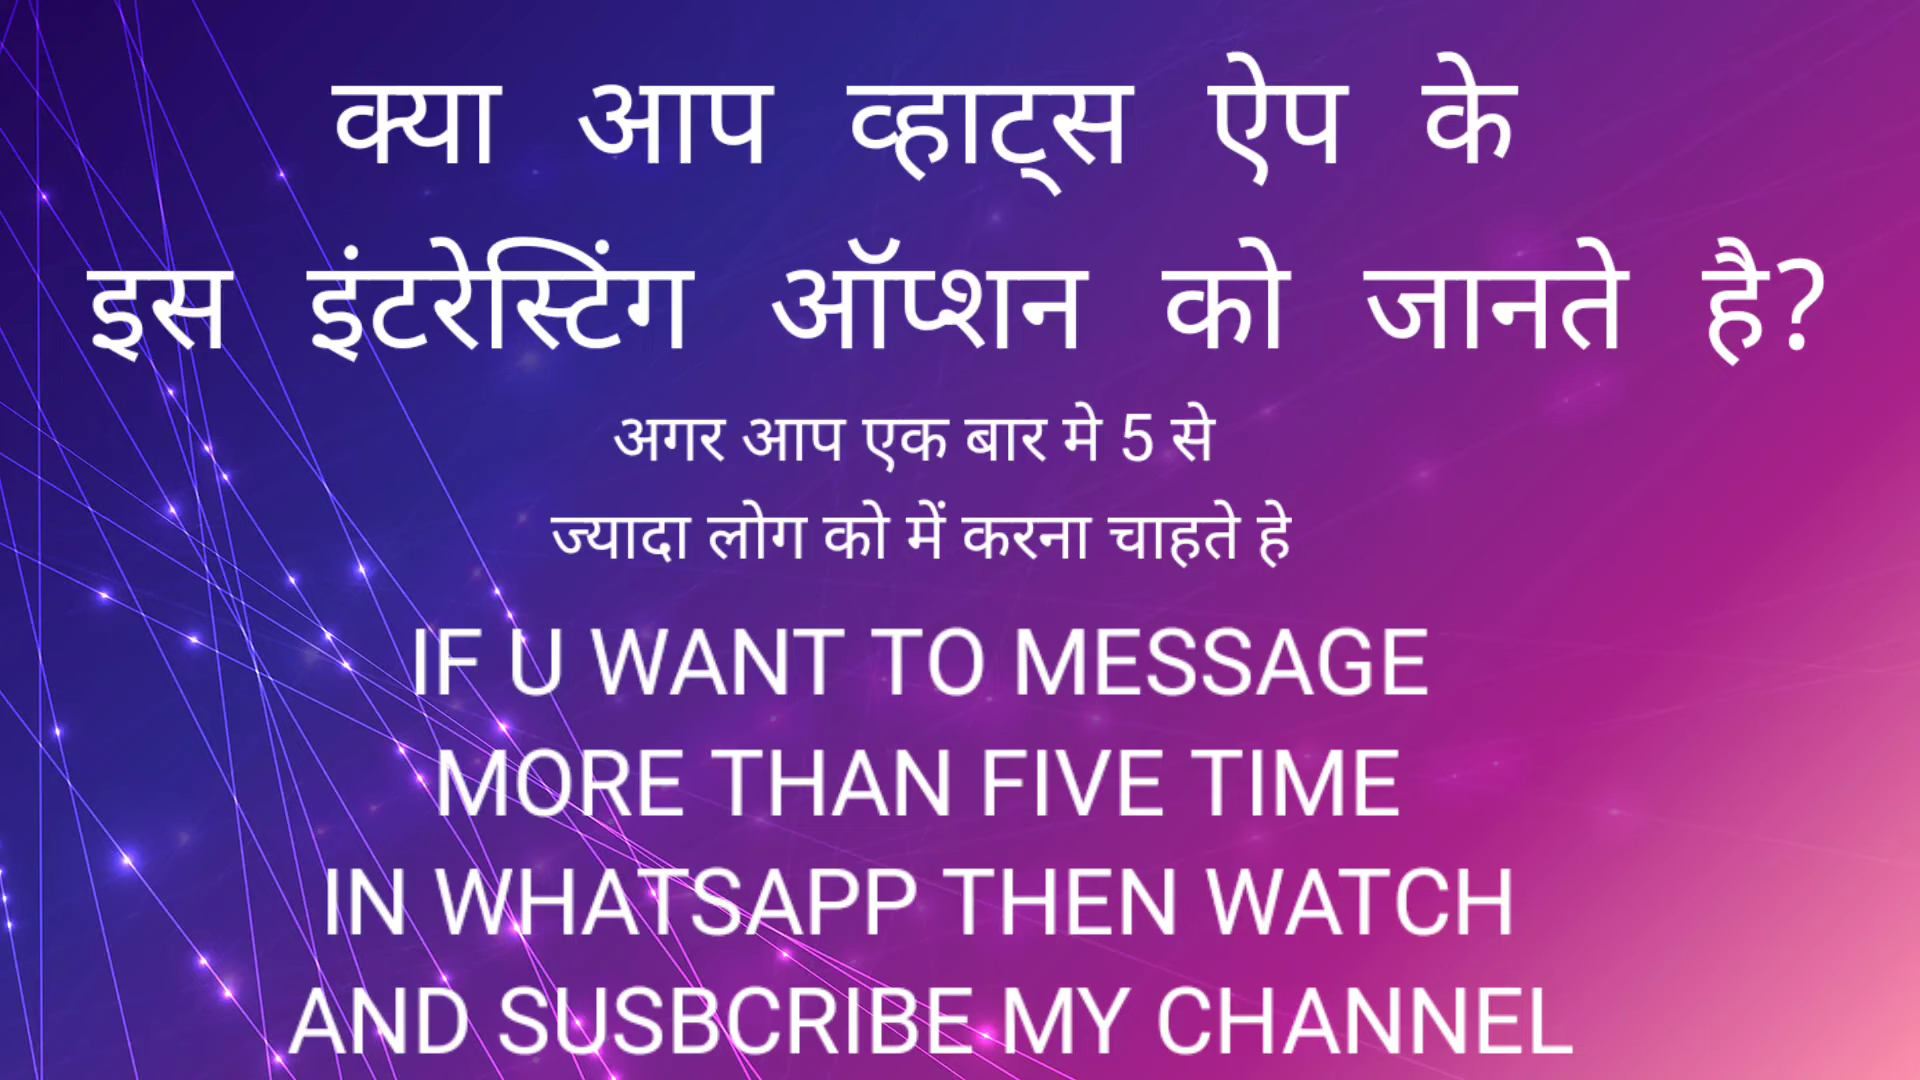 क्या आप व्हाट्स ऐप के
इस इंटरेस्टिंग ऑप्शन को जानते है?
अगर आप एक बार मे 5 से
ज्यादा लोग को में करना चाहते हे
IF U WANT TO MESSAGE
MORE THAN FIVE TIME
IN WHATSAPP THEN WATCH
AND SUSBCRIBE MY CHANNEL